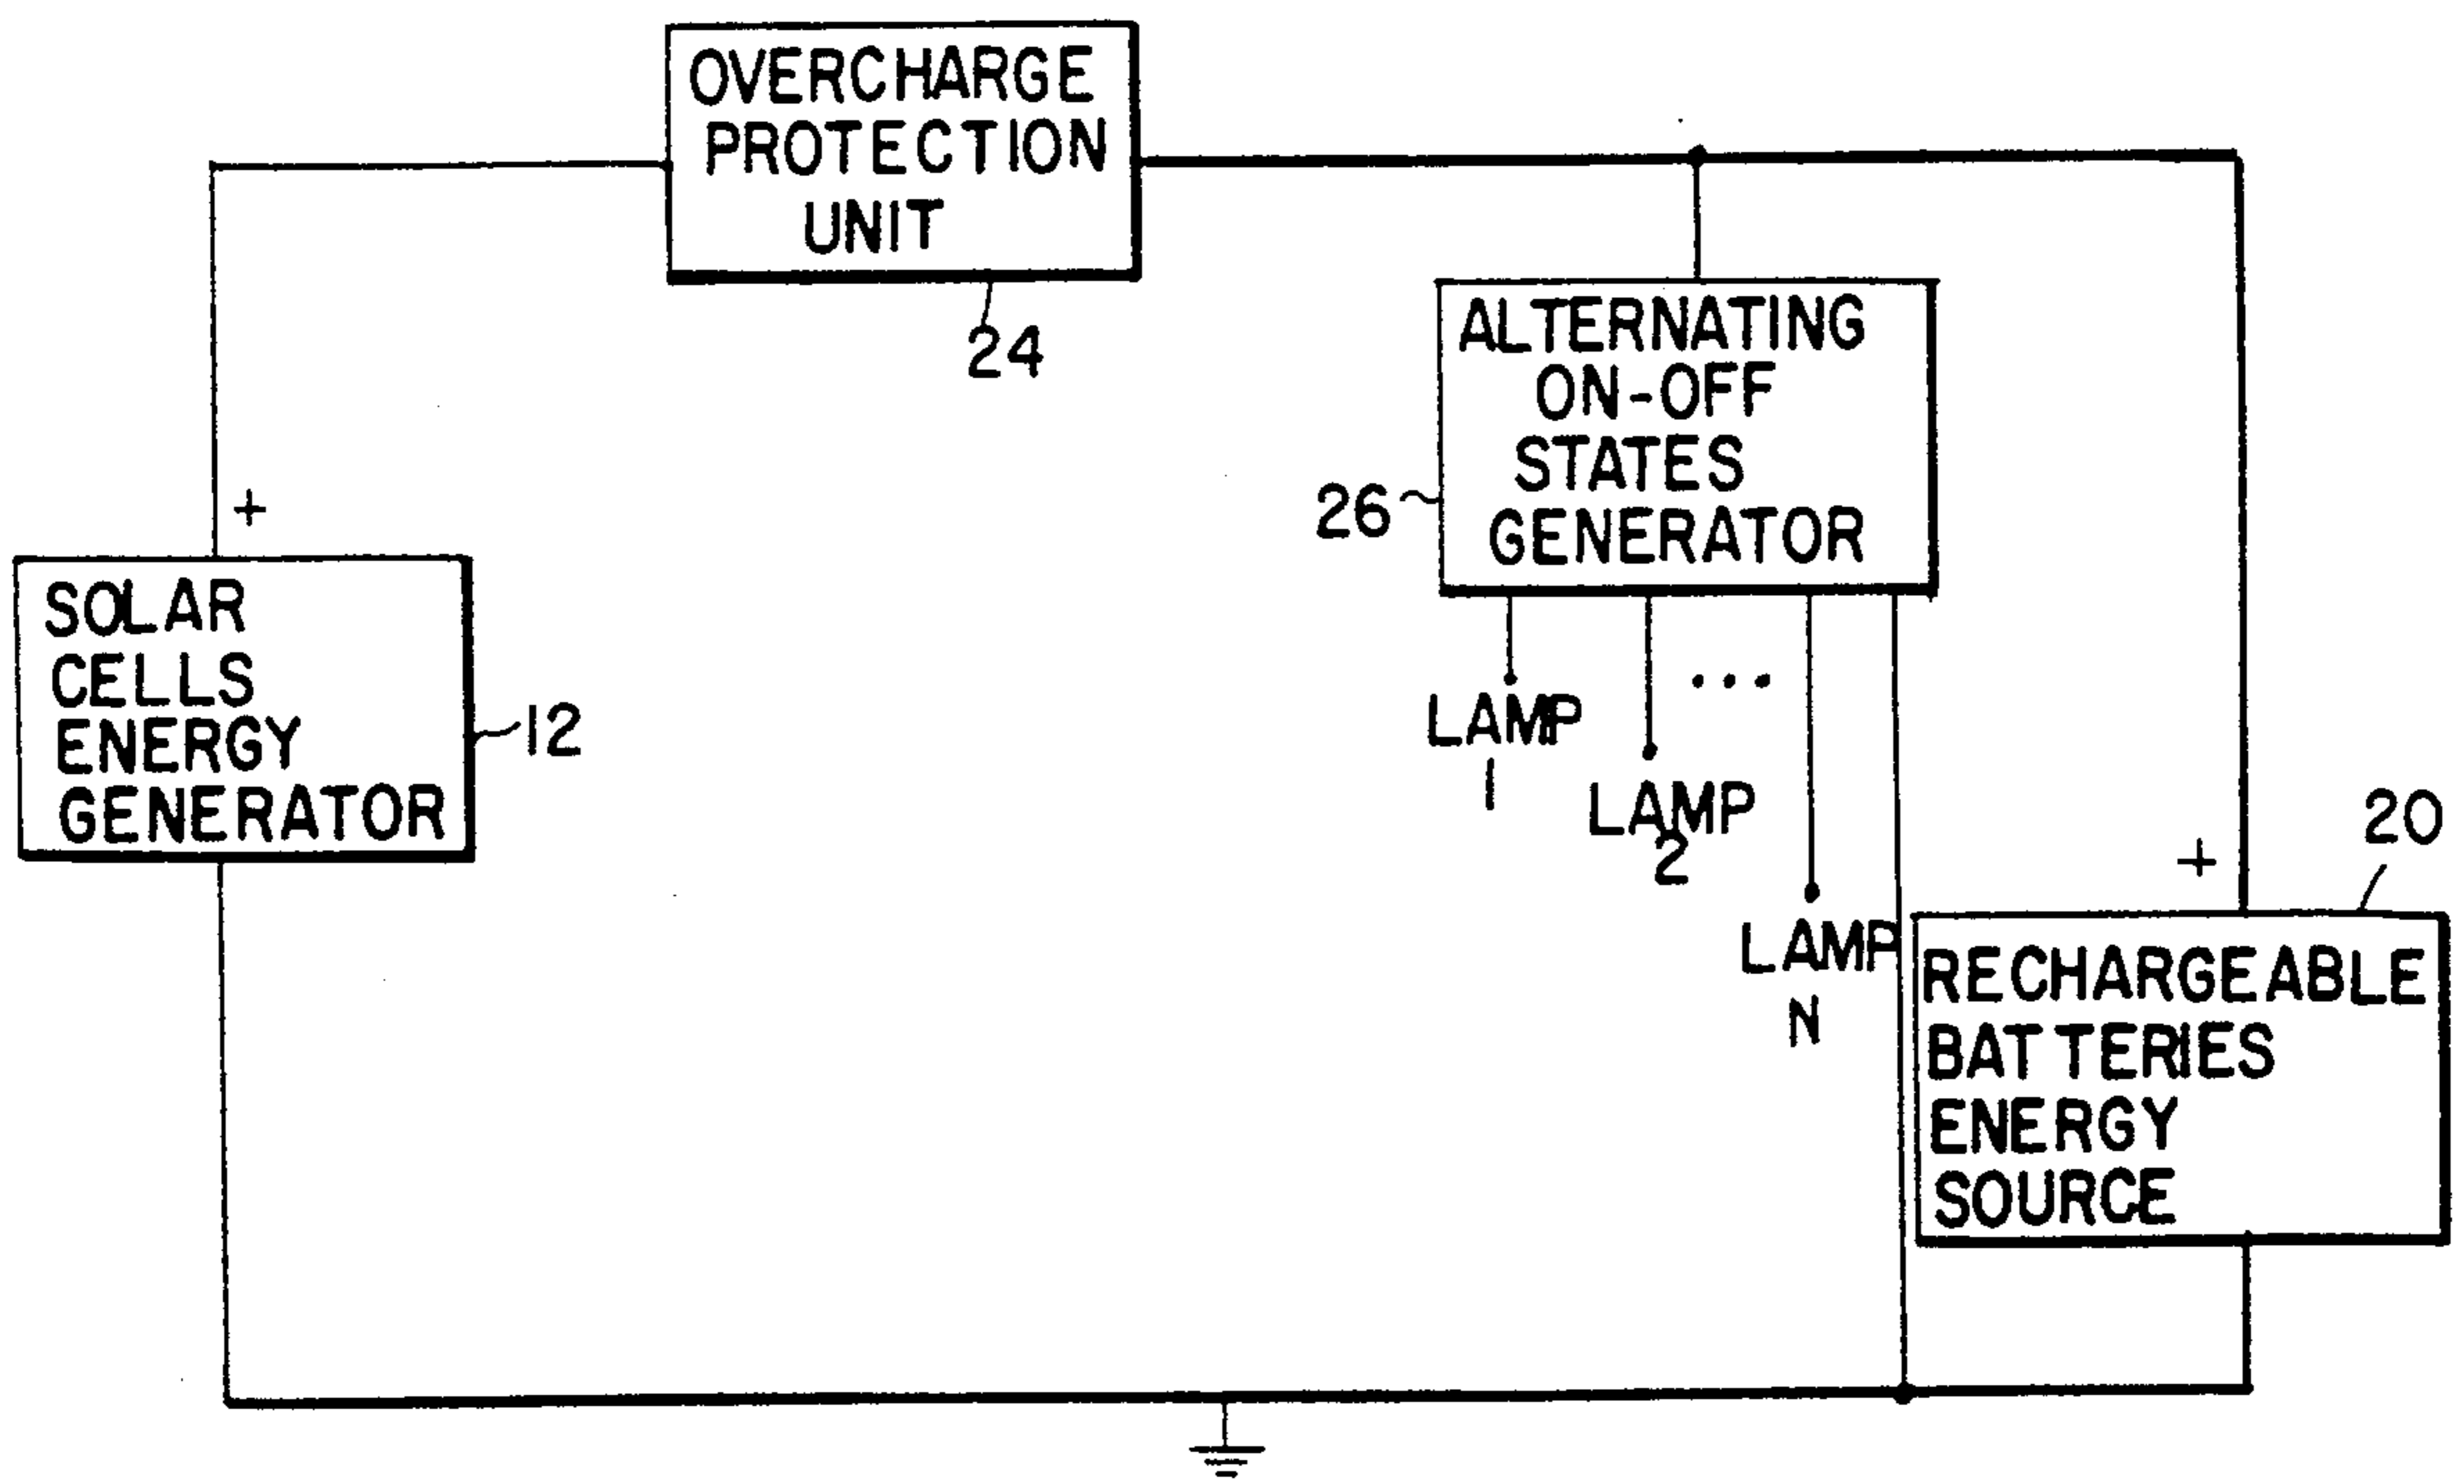 OVERCHARGE
PROTECTION
UNIT
24
ALTERNATING
ON-OFF
STATES
GENERATOR
26
+
SOLAR
CELLS
ENERGY
GENERATOR
12
LAMP
1
...
LAMP
2
LAMP
N
20
+
RECHARGEABLE
BATTERIES
ENERGY
SOURCE